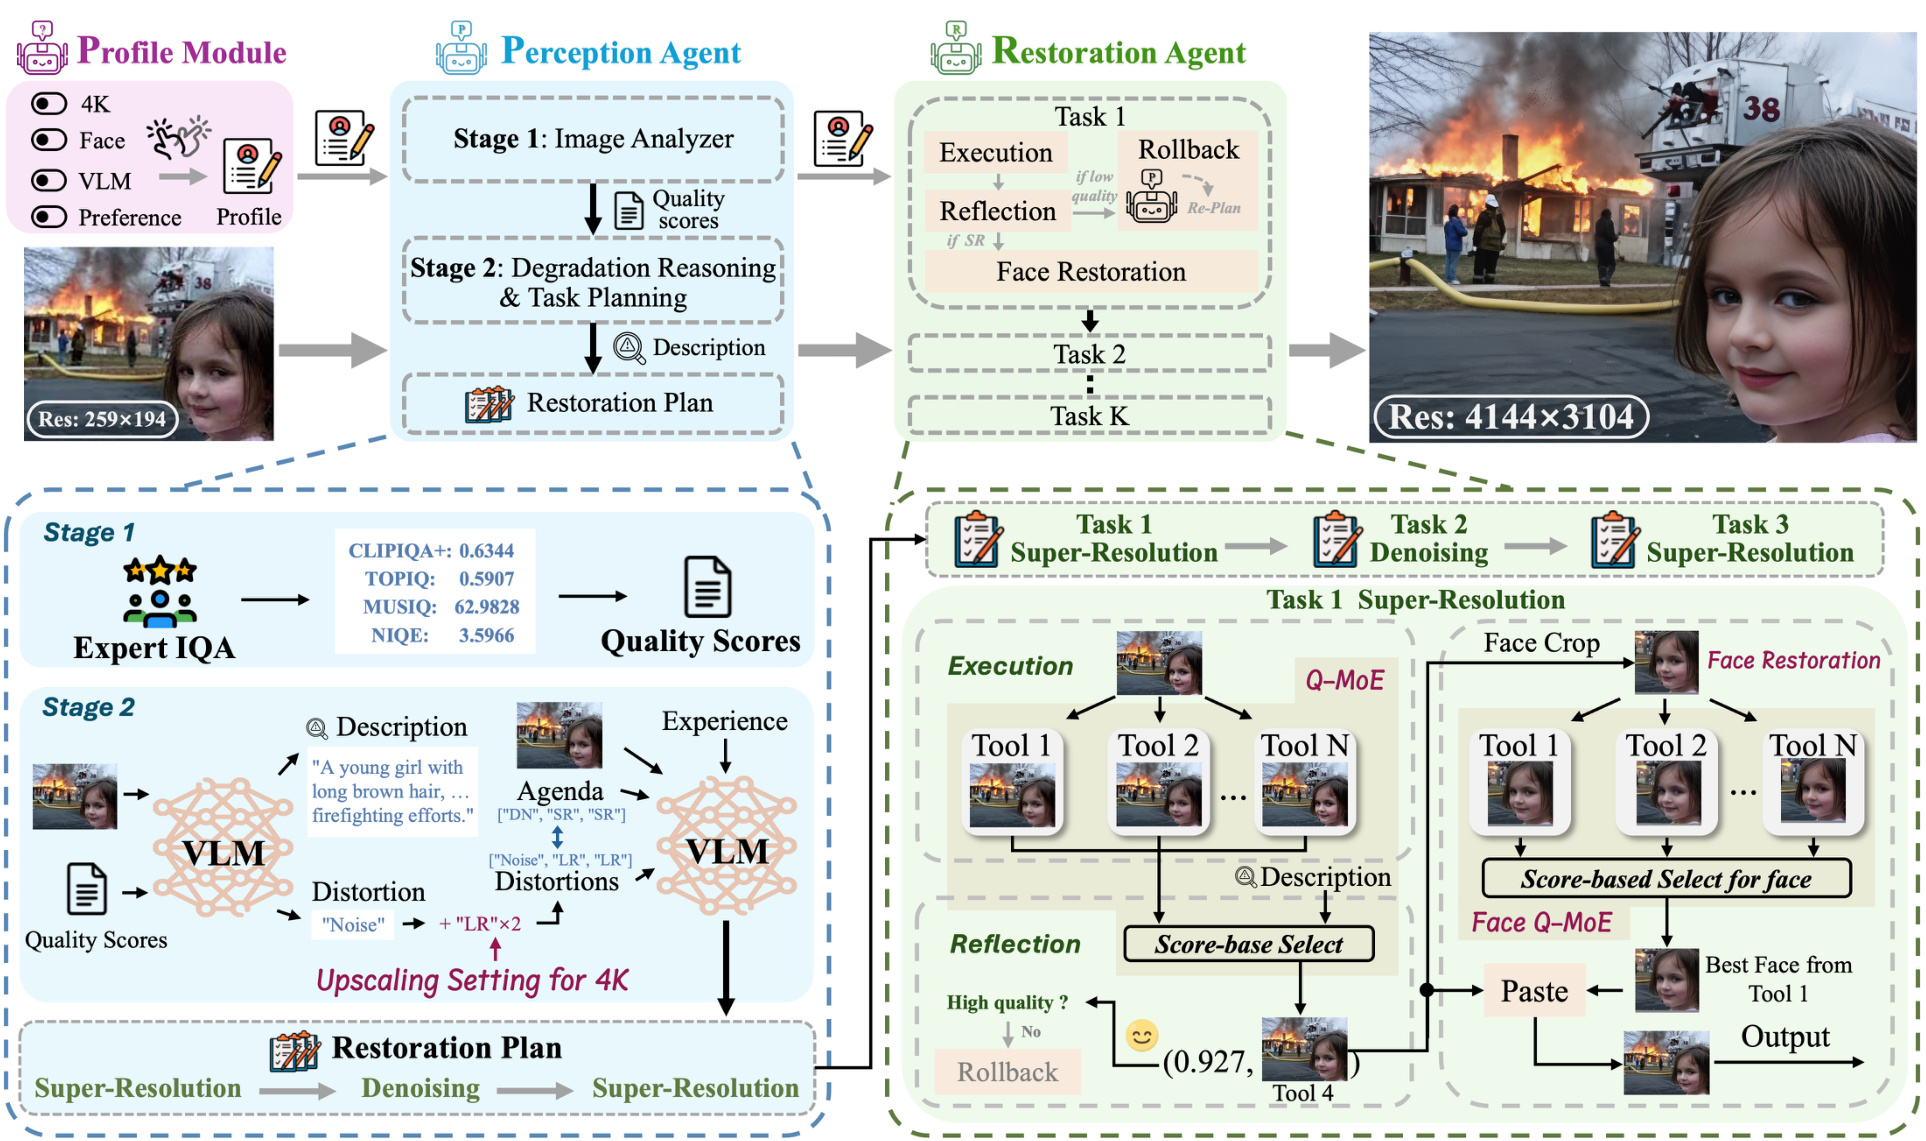 Profile Module
4K
Face
VLM
Preference
Profile
Res: 259×194
38
Perception Agent
Stage 1: Image Analyzer
Quality
scores
Stage 2: Degradation Reasoning
& Task Planning
Description
Restoration Plan
Restoration Agent
Task 1
Execution
Reflection
if low
quality
Rollback
P
Re-Plan
if SR
Face Restoration
Task 2
Task K
38
Res: 4144×3104
Stage 1
Expert IQA
CLIPIQA+: 0.6344
TOPIQ: 0.5907
MUSIQ: 62.9828
NIQE: 3.5966
Quality Scores
Stage 2
Description
"A young girl with
long brown hair, …
firefighting efforts."
VLM
Quality Scores
Distortion
"Noise"
+ "LR"×2
Upscaling Setting for 4K
Agenda
["DN", "SR", "SR"]
["Noise", "LR", "LR"]
Distortions
Experience
VLM
Restoration Plan
Super-Resolution
Denoising
Super-Resolution
Task 1
Super-Resolution
Task 2
Denoising
Task 3
Super-Resolution
Task 1 Super-Resolution
Execution
Q-MoE
Tool 1
Tool 2
...
Tool N
Description
Reflection
Score-base Select
High quality ?
No
Rollback
(0.927, )
Tool 4
Face Crop
Face Restoration
Tool 1
Tool 2
...
Tool N
Score-based Select for face
Face Q-MoE
Best Face from
Tool 1
Paste
Output